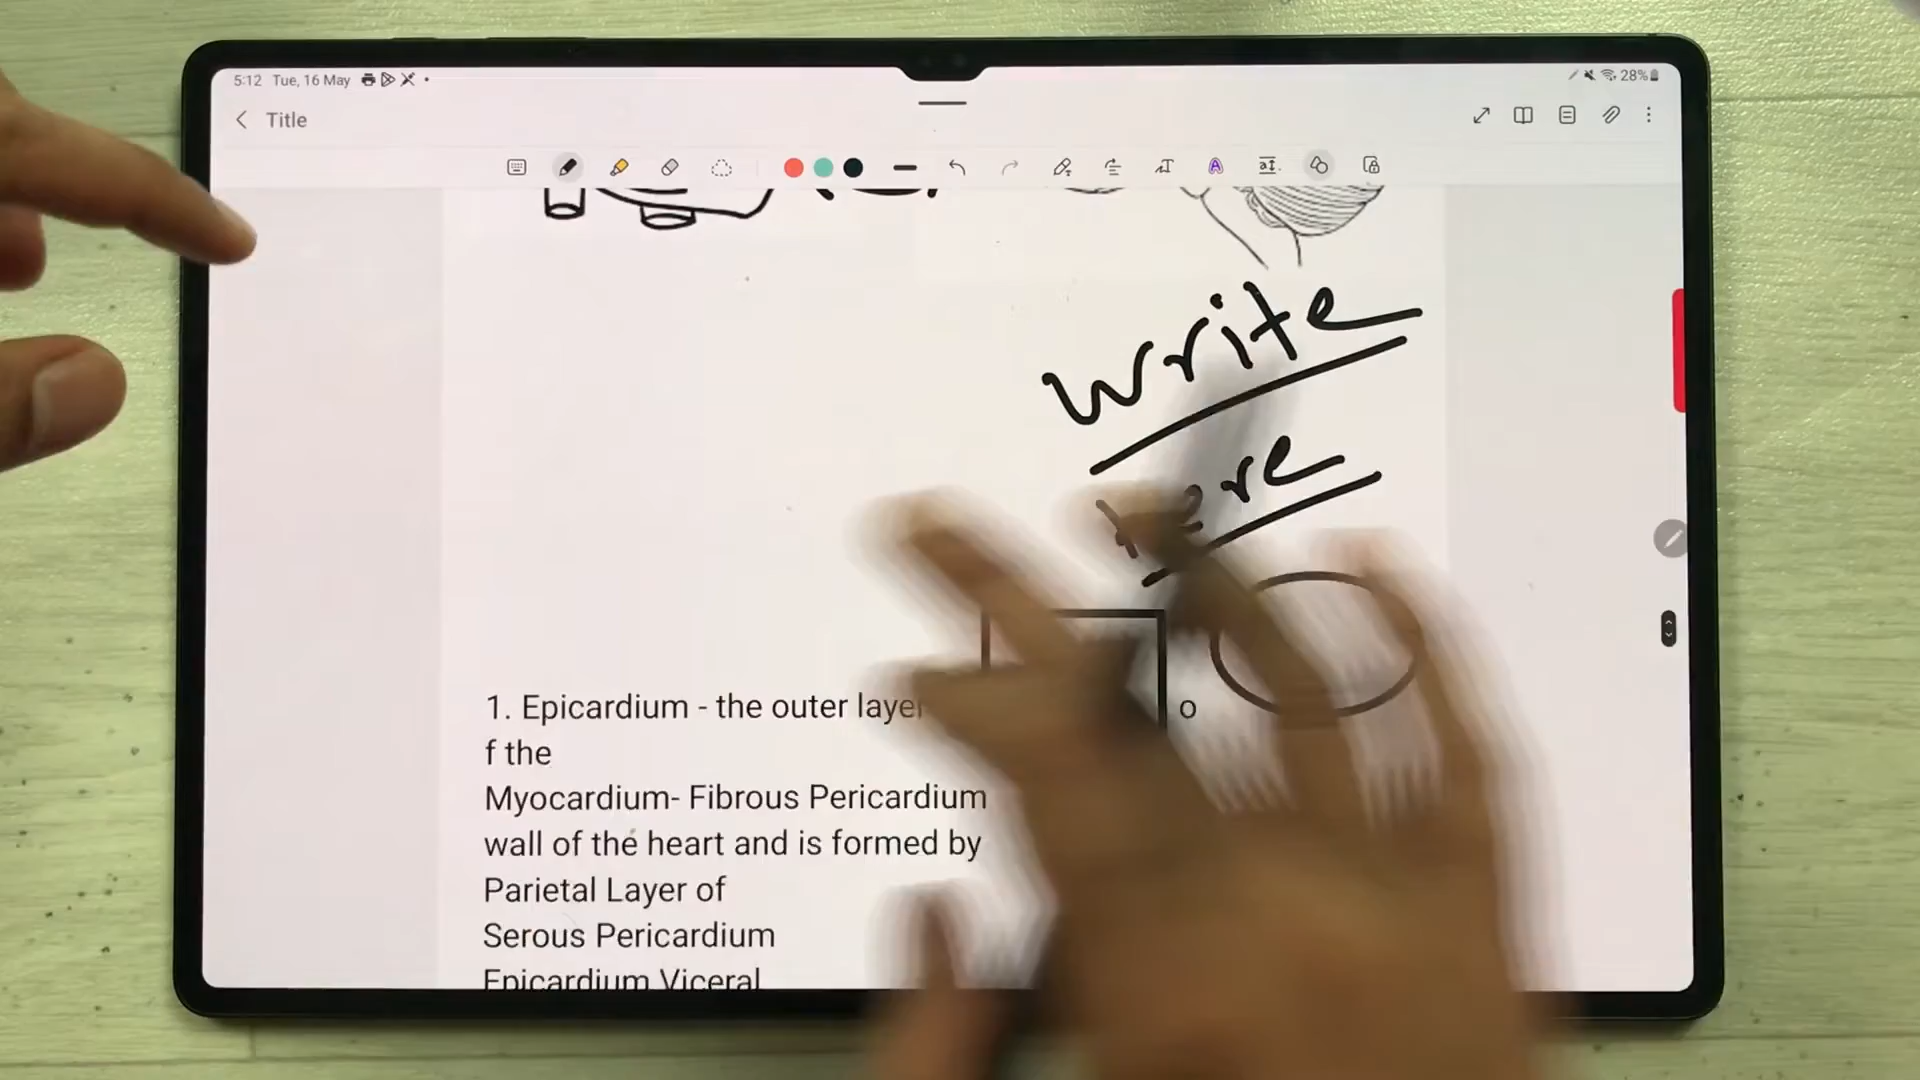 5:12 Tue, 16 May
28%
Title
Write
1. Epicardium - the outer layer o
f the
Myocardium- Fibrous Pericardium
wall of the heart and is formed by
Parietal Layer of
Serous Pericardium
Epicardium Viceral